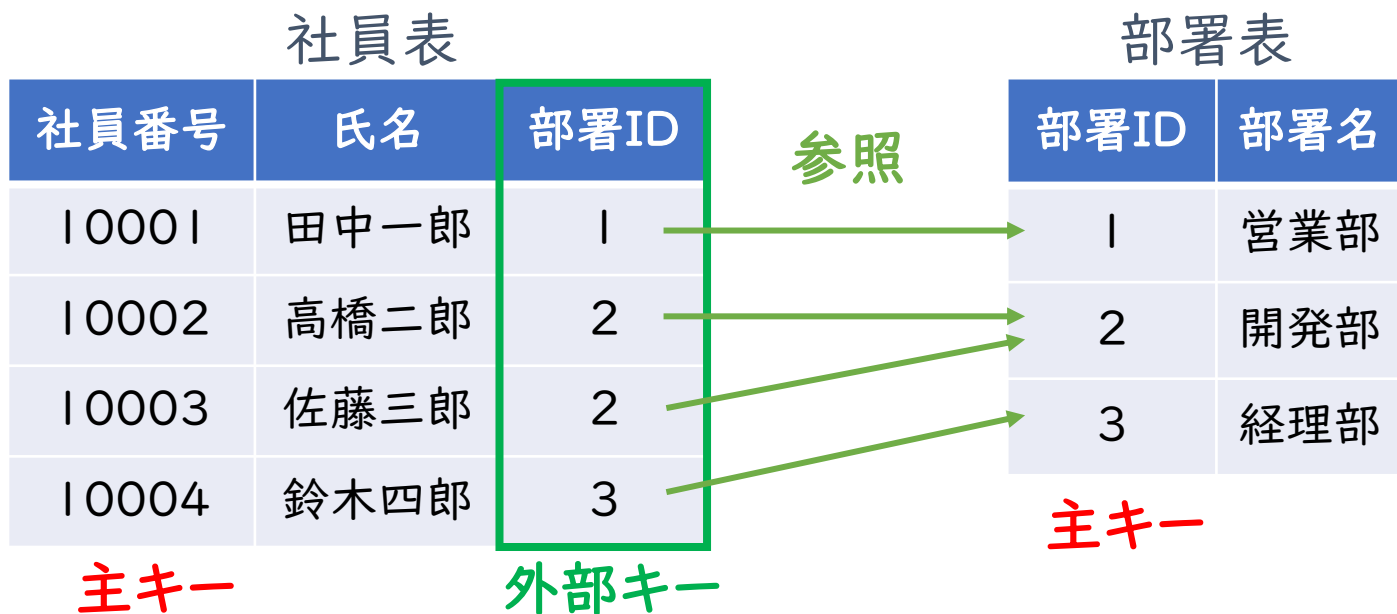 社員表
部署表
社員番号 氏名 部署ID
参照
部署ID 部署名
10001 田中一郎 1
1 営業部
10002 高橋二郎 2
2 開発部
10003 佐藤三郎 2
3 経理部
10004 鈴木四郎 3
主キー
主キー
外部キー